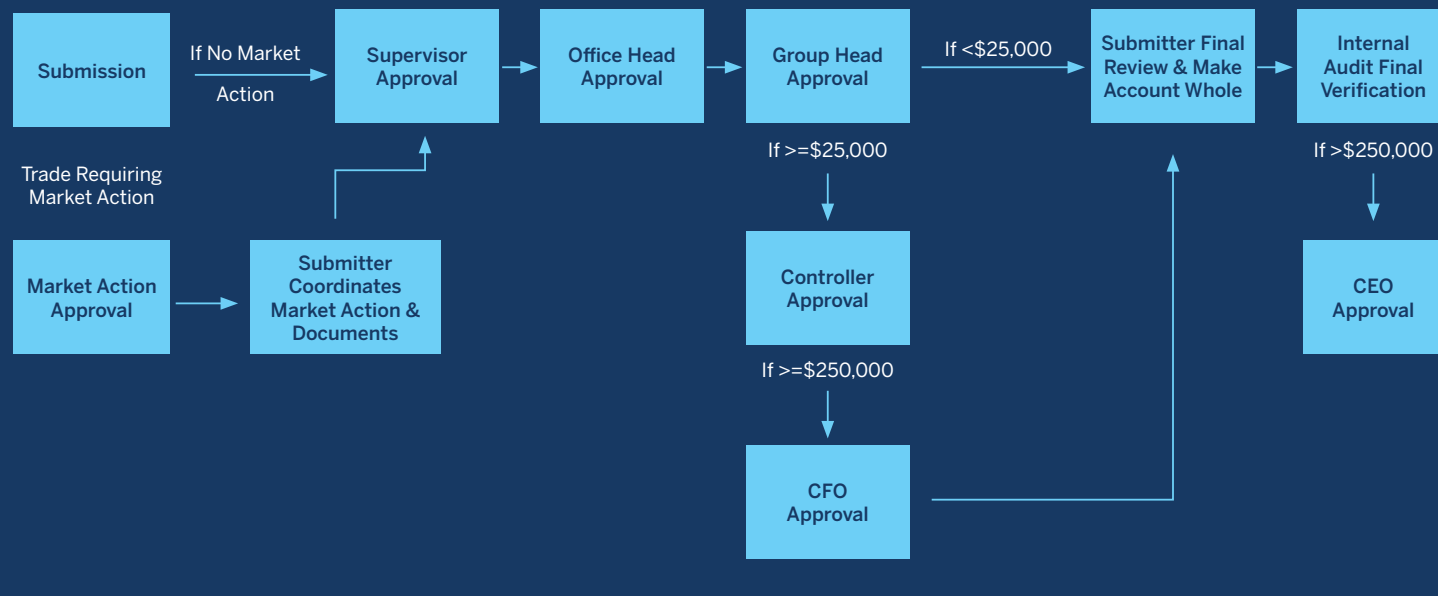 Submission
If No Market
Action
Supervisor
Approval
Office Head
Approval
Group Head
Approval
If <$25,000
Submitter Final
Review & Make
Account Whole
Internal
Audit Final
Verification
Trade Requiring
Market Action
If >=$25,000
If >$250,000
Market Action
Approval
Submitter
Coordinates
Market Action &
Documents
Controller
Approval
CEO
Approval
If >=$250,000
CFO
Approval